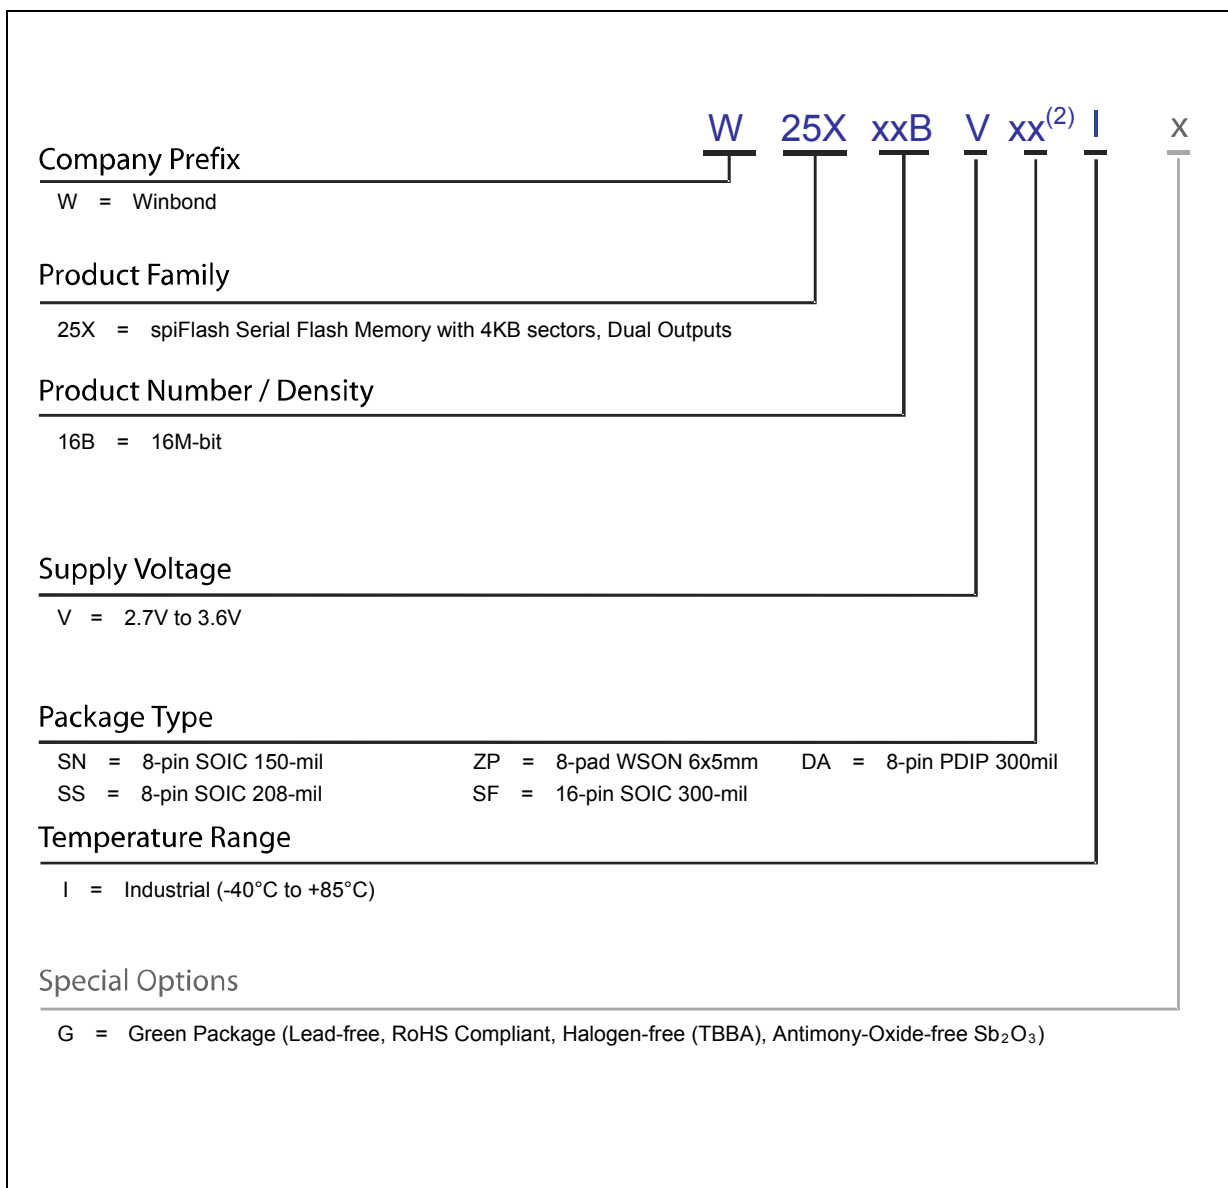 W 25X xxB V xx(2) I x
Company Prefix
W = Winbond
Product Family
25X = spiFlash Serial Flash Memory with 4KB sectors, Dual Outputs
Product Number / Density
16B = 16M-bit
Supply Voltage
V = 2.7V to 3.6V
Package Type
SN = 8-pin SOIC 150-mil ZP = 8-pad WSON 6x5mm DA = 8-pin PDIP 300mil
SS = 8-pin SOIC 208-mil SF = 16-pin SOIC 300-mil
Temperature Range
I = Industrial (-40°C to +85°C)
Special Options
G = Green Package (Lead-free, RoHS Compliant, Halogen-free (TBBA), Antimony-Oxide-free Sb₂O₃)